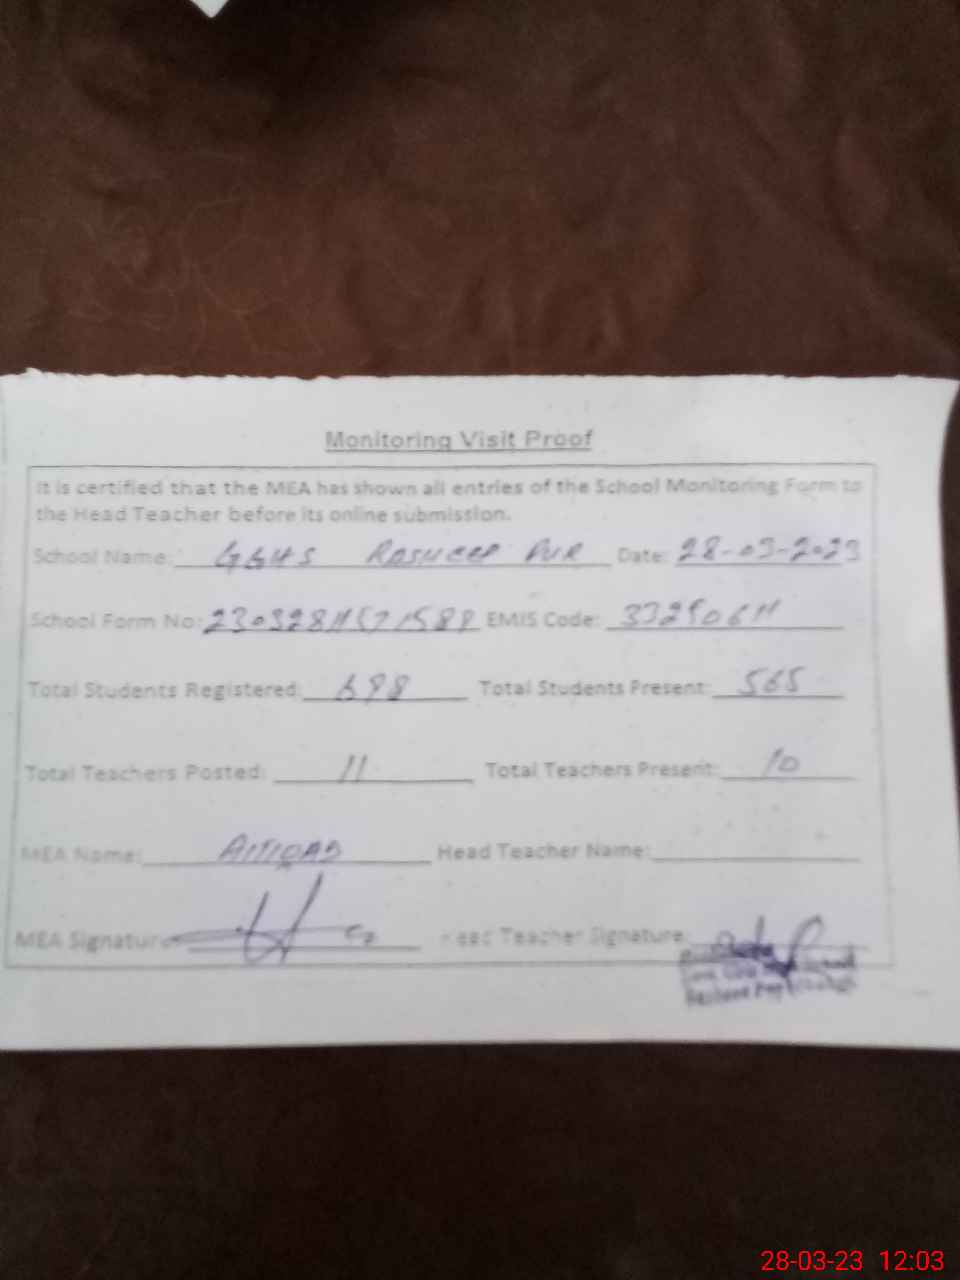 Monitoring Visit Proof
It is certified that the MEA has shown all entries of the School Monitoring Form to
the Head Teacher before its online submission.
School Name: GGHS PUR Date: 28-03-2023
School Form No: EMIS Code:
Total Students Registered: 698 Total Students Present: 565
Total Teachers Posted: 11 Total Teachers Present: 10
MEA Name: Head Teacher Name:
MEA Signature Head Teacher Signature:
28-03-23 12:03